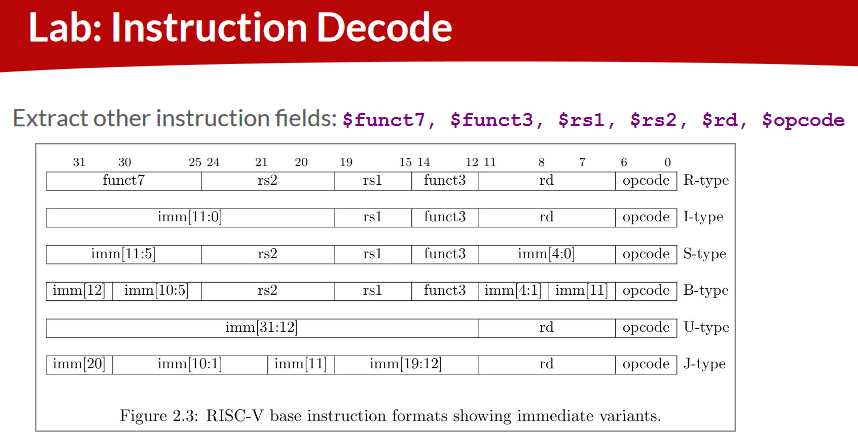 Lab: Instruction Decode
Extract other instruction fields: $funct7, $funct3, $rs1, $rs2, $rd, $opcode
31 30 25 24 21 20 19 15 14 12 11 8 7 6 0
funct7 rs2 rs1 funct3 rd opcode R-type
imm[11:0] rs1 funct3 rd opcode I-type
imm[11:5] rs2 rs1 funct3 imm[4:0] opcode S-type
imm[12] imm[10:5] rs2 rs1 funct3 imm[4:1] imm[11] opcode B-type
imm[31:12] rd opcode U-type
imm[20] imm[10:1] imm[11] imm[19:12] rd opcode J-type
Figure 2.3: RISC-V base instruction formats showing immediate variants.